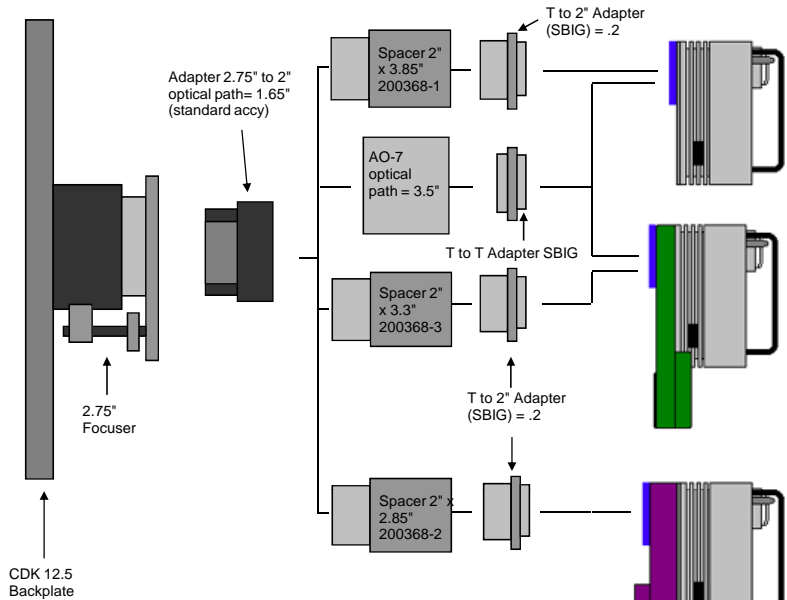 T to 2" Adapter
(SBIG) = .2
Spacer 2"
x 3.85"
200368-1
Adapter 2.75" to 2"
optical path= 1.65"
(standard accy)
AO-7
optical
path = 3.5"
T to T Adapter SBIG
Spacer 2"
x 3.3"
200368-3
2.75"
Focuser
T to 2" Adapter
(SBIG) = .2
Spacer 2" x
2.85"
200368-2
CDK 12.5
Backplate